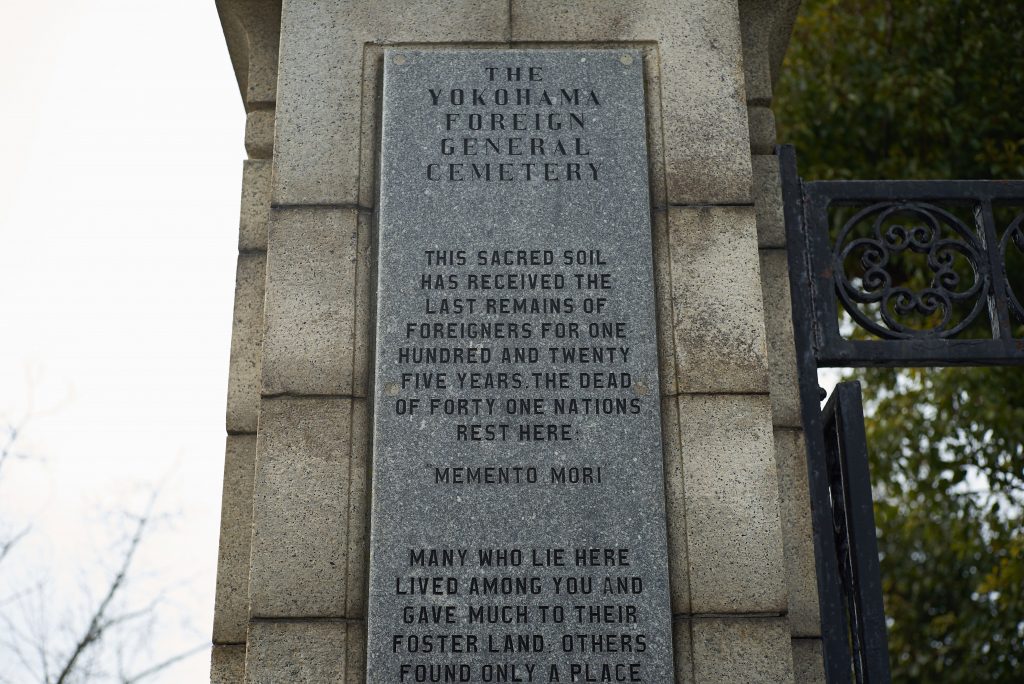 THE
YOKOHAMA
FOREIGN
GENERAL
CEMETERY
THIS SACRED SOIL
HAS RECEIVED THE
LAST REMAINS OF
FOREIGNERS FOR ONE
HUNDRED AND TWENTY
FIVE YEARS. THE DEAD
OF FORTY ONE NATIONS
REST HERE:
"MEMENTO MORI"
MANY WHO LIE HERE
LIVED AMONG YOU AND
GAVE MUCH TO THEIR
FOSTER LAND: OTHERS
FOUND ONLY A PLACE